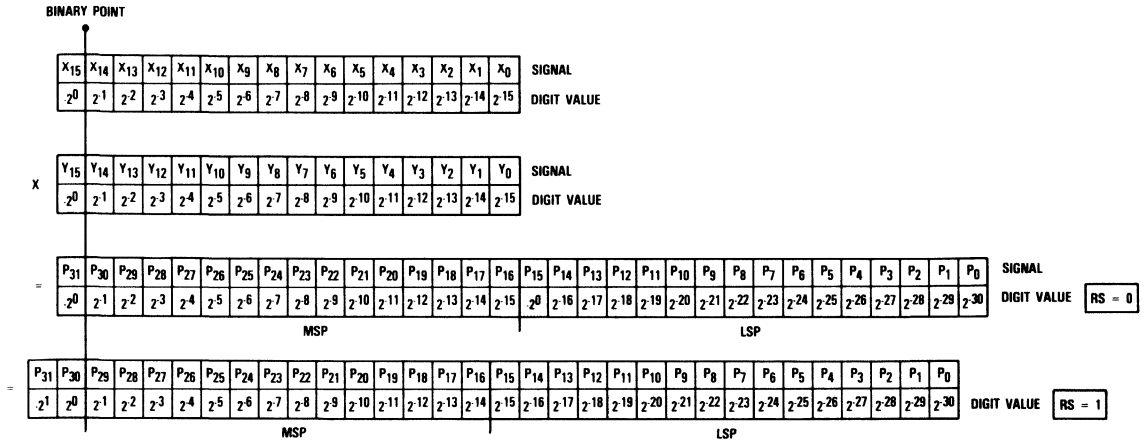 BINARY POINT
X₁₅ X₁₄ X₁₃ X₁₂ X₁₁ X₁₀ X₉ X₈ X₇ X₆ X₅ X₄ X₃ X₂ X₁ X₀ SIGNAL
-2⁰ 2⁻¹ 2⁻² 2⁻³ 2⁻⁴ 2⁻⁵ 2⁻⁶ 2⁻⁷ 2⁻⁸ 2⁻⁹ 2⁻¹⁰ 2⁻¹¹ 2⁻¹² 2⁻¹³ 2⁻¹⁴ 2⁻¹⁵ DIGIT VALUE
X
Y₁₅ Y₁₄ Y₁₃ Y₁₂ Y₁₁ Y₁₀ Y₉ Y₈ Y₇ Y₆ Y₅ Y₄ Y₃ Y₂ Y₁ Y₀ SIGNAL
-2⁰ 2⁻¹ 2⁻² 2⁻³ 2⁻⁴ 2⁻⁵ 2⁻⁶ 2⁻⁷ 2⁻⁸ 2⁻⁹ 2⁻¹⁰ 2⁻¹¹ 2⁻¹² 2⁻¹³ 2⁻¹⁴ 2⁻¹⁵ DIGIT VALUE
=
P₃₁ P₃₀ P₂₉ P₂₈ P₂₇ P₂₆ P₂₅ P₂₄ P₂₃ P₂₂ P₂₁ P₂₀ P₁₉ P₁₈ P₁₇ P₁₆ P₁₅ P₁₄ P₁₃ P₁₂ P₁₁ P₁₀ P₉ P₈ P₇ P₆ P₅ P₄ P₃ P₂ P₁ P₀ SIGNAL
-2⁰ 2⁻¹ 2⁻² 2⁻³ 2⁻⁴ 2⁻⁵ 2⁻⁶ 2⁻⁷ 2⁻⁸ 2⁻⁹ 2⁻¹⁰ 2⁻¹¹ 2⁻¹² 2⁻¹³ 2⁻¹⁴ 2⁻¹⁵ -2⁰ 2⁻¹⁶ 2⁻¹⁷ 2⁻¹⁸ 2⁻¹⁹ 2⁻²⁰ 2⁻²¹ 2⁻²² 2⁻²³ 2⁻²⁴ 2⁻²⁵ 2⁻²⁶ 2⁻²⁷ 2⁻²⁸ 2⁻²⁹ 2⁻³⁰ DIGIT VALUE RS = 0
MSP LSP
=
P₃₁ P₃₀ P₂₉ P₂₈ P₂₇ P₂₆ P₂₅ P₂₄ P₂₃ P₂₂ P₂₁ P₂₀ P₁₉ P₁₈ P₁₇ P₁₆ P₁₅ P₁₄ P₁₃ P₁₂ P₁₁ P₁₀ P₉ P₈ P₇ P₆ P₅ P₄ P₃ P₂ P₁ P₀
-2¹ 2⁰ 2⁻¹ 2⁻² 2⁻³ 2⁻⁴ 2⁻⁵ 2⁻⁶ 2⁻⁷ 2⁻⁸ 2⁻⁹ 2⁻¹⁰ 2⁻¹¹ 2⁻¹² 2⁻¹³ 2⁻¹⁴ 2⁻¹⁵ 2⁻¹⁶ 2⁻¹⁷ 2⁻¹⁸ 2⁻¹⁹ 2⁻²⁰ 2⁻²¹ 2⁻²² 2⁻²³ 2⁻²⁴ 2⁻²⁵ 2⁻²⁶ 2⁻²⁷ 2⁻²⁸ 2⁻²⁹ 2⁻³⁰ DIGIT VALUE RS = 1
MSP LSP